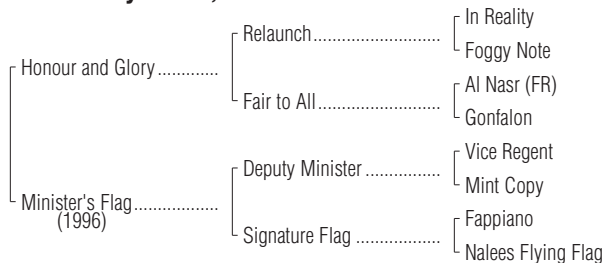 In Reality
Relaunch
Foggy Note
Honour and Glory
Al Nasr (FR)
Fair to All
Gonfalon
Vice Regent
Deputy Minister
Mint Copy
Minister's Flag
(1996)
Fappiano
Signature Flag
Nalees Flying Flag